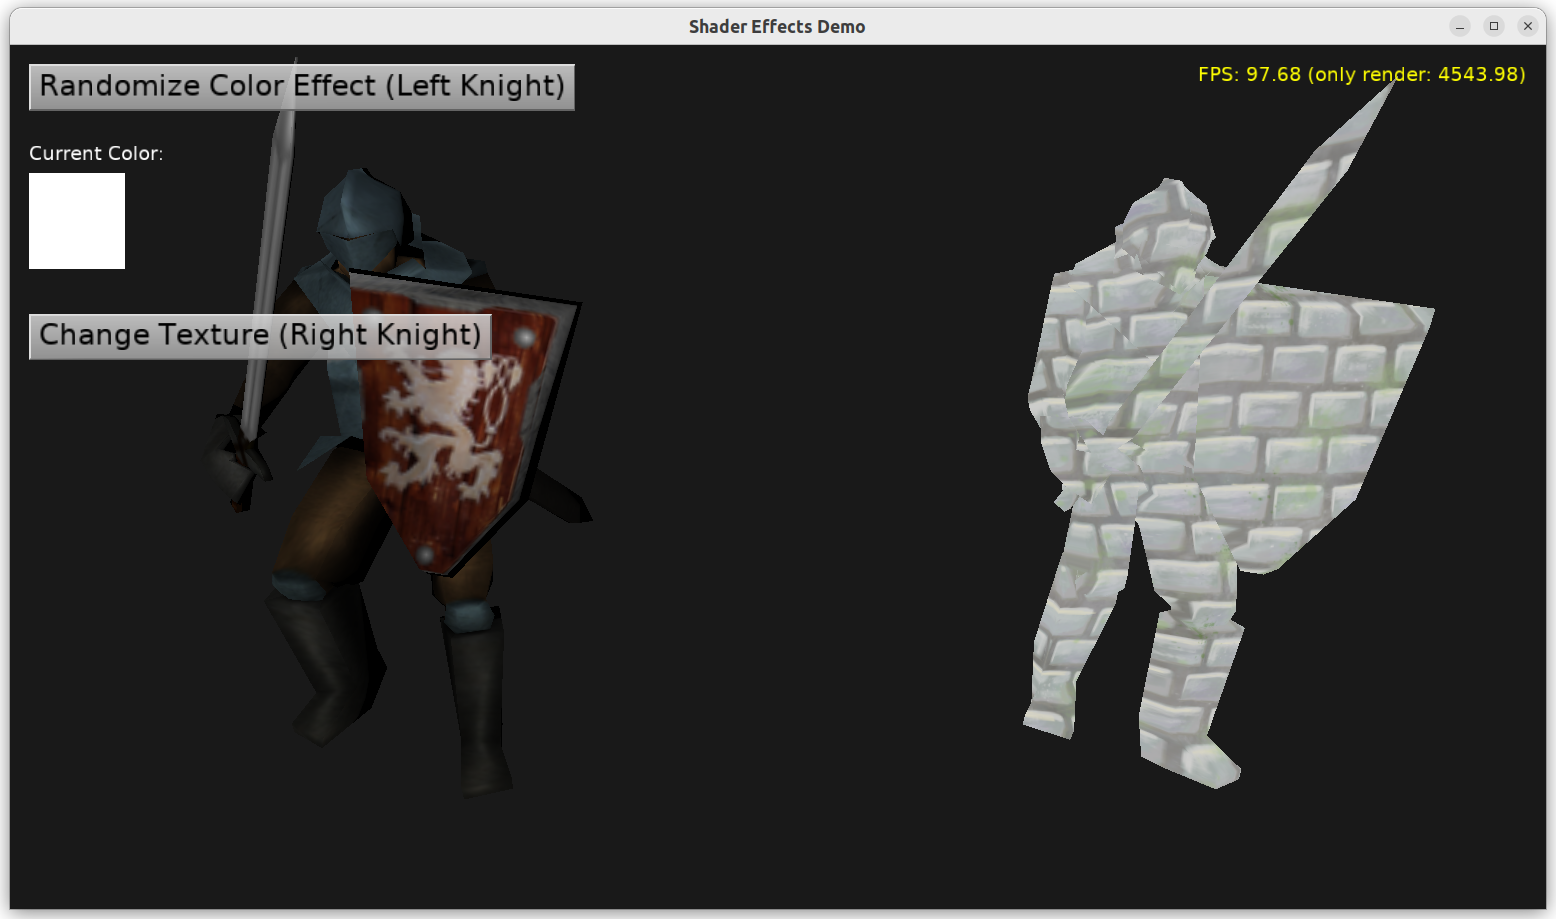 Shader Effects Demo
Randomize Color Effect (Left Knight)
FPS: 97.68 (only render: 4543.98)
Current Color:
Change Texture (Right Knight)